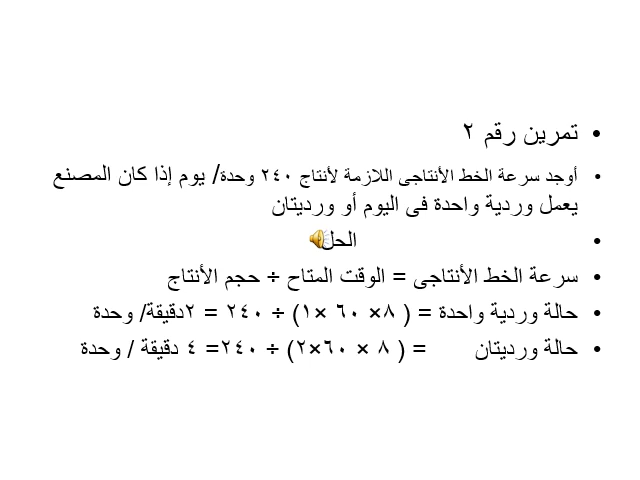 • تمرين رقم ٢
• أوجد سرعة الخط الأنتاجى اللازمة لأنتاج ٢٤٠ وحدة/ يوم إذا كان المصنع
يعمل وردية واحدة فى اليوم أو ورديتان
• الحل
• سرعة الخط الأنتاجى = الوقت المتاح ÷ حجم الأنتاج
• حالة وردية واحدة = ( ٨× ٦٠ ×١) ÷ ٢٤٠ = ٢دقيقة/ وحدة
• حالة ورديتان = ( ٨ × ٦٠×٢) ÷ ٢٤٠= ٤ دقيقة / وحدة